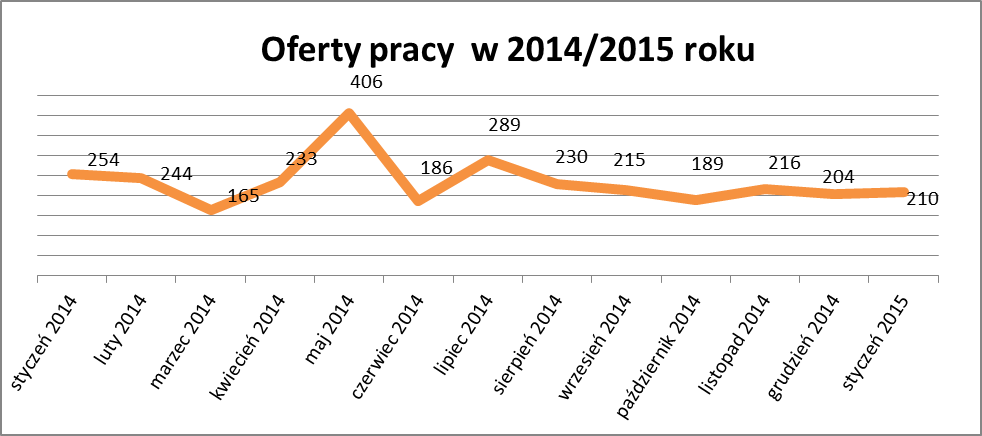 Oferty pracy  w 2014/2015 roku
406
289
254
244
233
186
230
215
189
216
204
165
210
styczeń 2014
luty 2014
marzec 2014
kwiecień 2014
maj 2014
czerwiec 2014
lipiec 2014
sierpień 2014
wrzesień 2014
październik 2014
listopad 2014
grudzień 2014
styczeń 2015